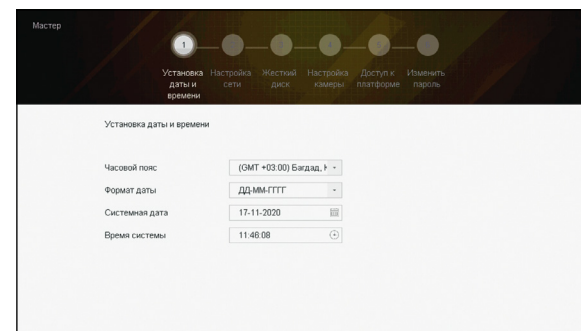 Мастер
1
Установка даты и времени
Настройка сети
Жесткий диск
Настройка камеры
Доступ к платформе
Изменить пароль
Установка даты и времени
Часовой пояс (GMT +03:00) Багдад,
Формат даты ДД-ММ-ГГГГ
Системная дата 17-11-2020
Время системы 11:46:08